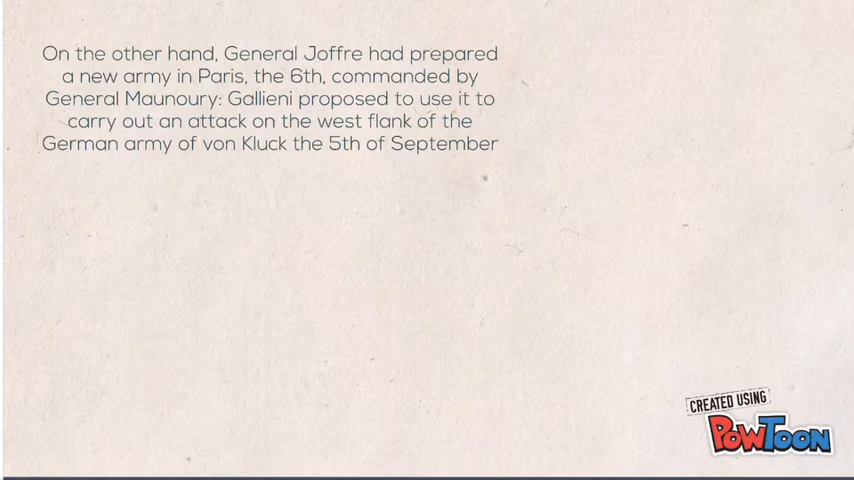 On the other hand, General Joffre had prepared
a new army in Paris, the 6th, commanded by
General Maunoury: Gallieni proposed to use it to
carry out an attack on the west flank of the
German army of von Kluck the 5th of September
CREATED USING
POWTOON